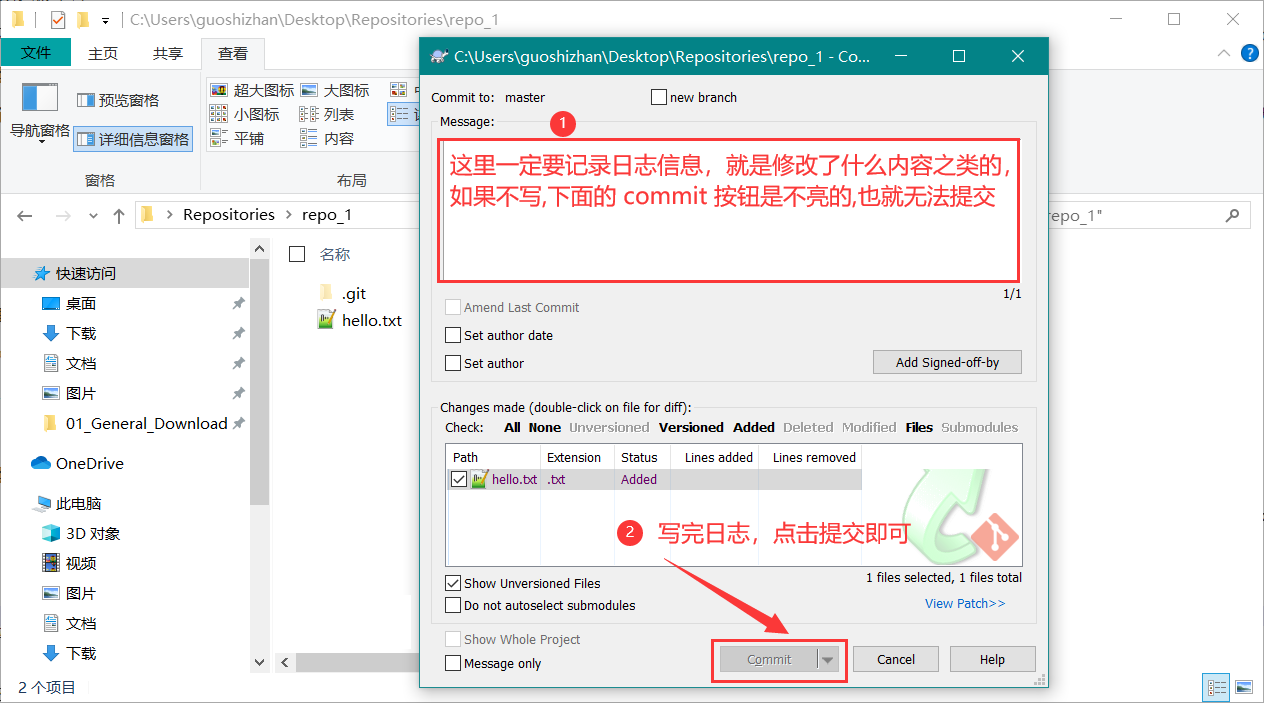 C:\Users\guoshizhan\Desktop\Repositories\repo_1
文件 主页 共享 查看
导航窗格
预览窗格
详细信息窗格
窗格
超大图标 大图标
小图标 列表
平铺 内容
布局
Repositories repo_1
repo_1"
快速访问
桌面
下载
文档
图片
01_General_Download
OneDrive
此电脑
3D 对象
视频
图片
文档
下载
名称
.git
hello.txt
2 个项目
C:\Users\guoshizhan\Desktop\Repositories\repo_1 - Co...
Commit to: master new branch
Message:
1
这里一定要记录日志信息，就是修改了什么内容之类的，
如果不写,下面的 commit 按钮是不亮的,也就无法提交
1/1
Amend Last Commit
Set author date
Set author
Add Signed-off-by
Changes made (double-click on file for diff):
Check: All None Unversioned Versioned Added Deleted Modified Files Submodules
Path Extension Status Lines added Lines removed
hello.txt .txt Added
2 写完日志，点击提交即可
Show Unversioned Files
1 files selected, 1 files total
Do not autoselect submodules
View Patch>>
Show Whole Project
Message only
Commit Cancel Help